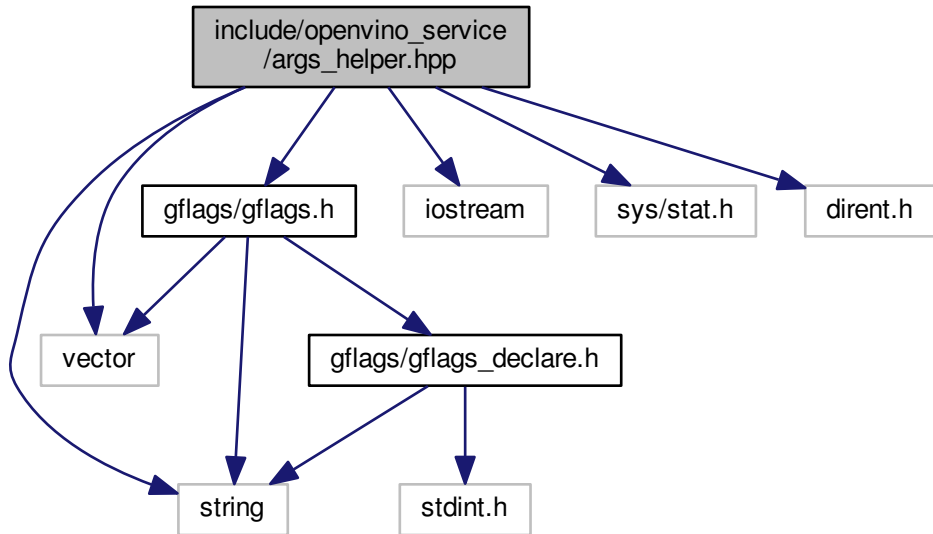 include/openvino_service
/args_helper.hpp
gflags/gflags.h
iostream
sys/stat.h
dirent.h
vector
gflags/gflags_declare.h
string
stdint.h